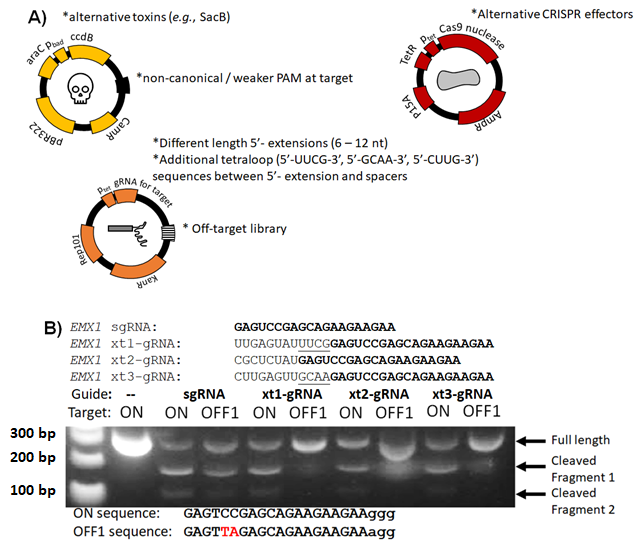 A)
*alternative toxins (e.g., SacB)
*Alternative CRISPR effectors
araC Pbad ccdB
CamR
pBR322
*non-canonical / weaker PAM at target
TetR Ptet Cas9 nuclease
AmpR
P15A
*Different length 5'- extensions (6 – 12 nt)
*Additional tetraloop (5'-UUCG-3', 5'-GCAA-3', 5'-CUUG-3')
sequences between 5'- extension and spacers
Ptet gRNA for target
KanR
Rep101
* Off-target library
B)
EMX1 sgRNA: GAGUCCGAGCAGAAGAAGAA
EMX1 xt1-gRNA: UUGAGUAUUUCGGAGUCCGAGCAGAAGAAGAA
EMX1 xt2-gRNA: CGCUCUAUGAGUCCGAGCAGAAGAAGAA
EMX1 xt3-gRNA: CUUGAGUUGCAAGAGUCCGAGCAGAAGAAGAA
Guide: -- sgRNA xt1-gRNA xt2-gRNA xt3-gRNA
Target: ON ON OFF1 ON OFF1 ON OFF1 ON OFF1
300 bp
200 bp
100 bp
Full length
Cleaved
Fragment 1
Cleaved
Fragment 2
ON sequence: GAGTCCGAGCAGAAGAAGAAggg
OFF1 sequence: GAGTTAGAGCAGAAGAAGAAagg